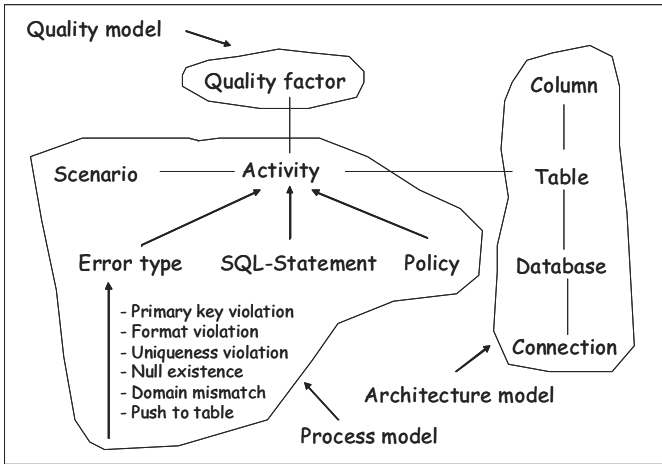 Quality model
Quality factor
Column
Scenario
Activity
Table
Error type
SQL-Statement
Policy
Database
- Primary key violation
- Format violation
- Uniqueness violation
- Null existence
- Domain mismatch
- Push to table
Connection
Architecture model
Process model